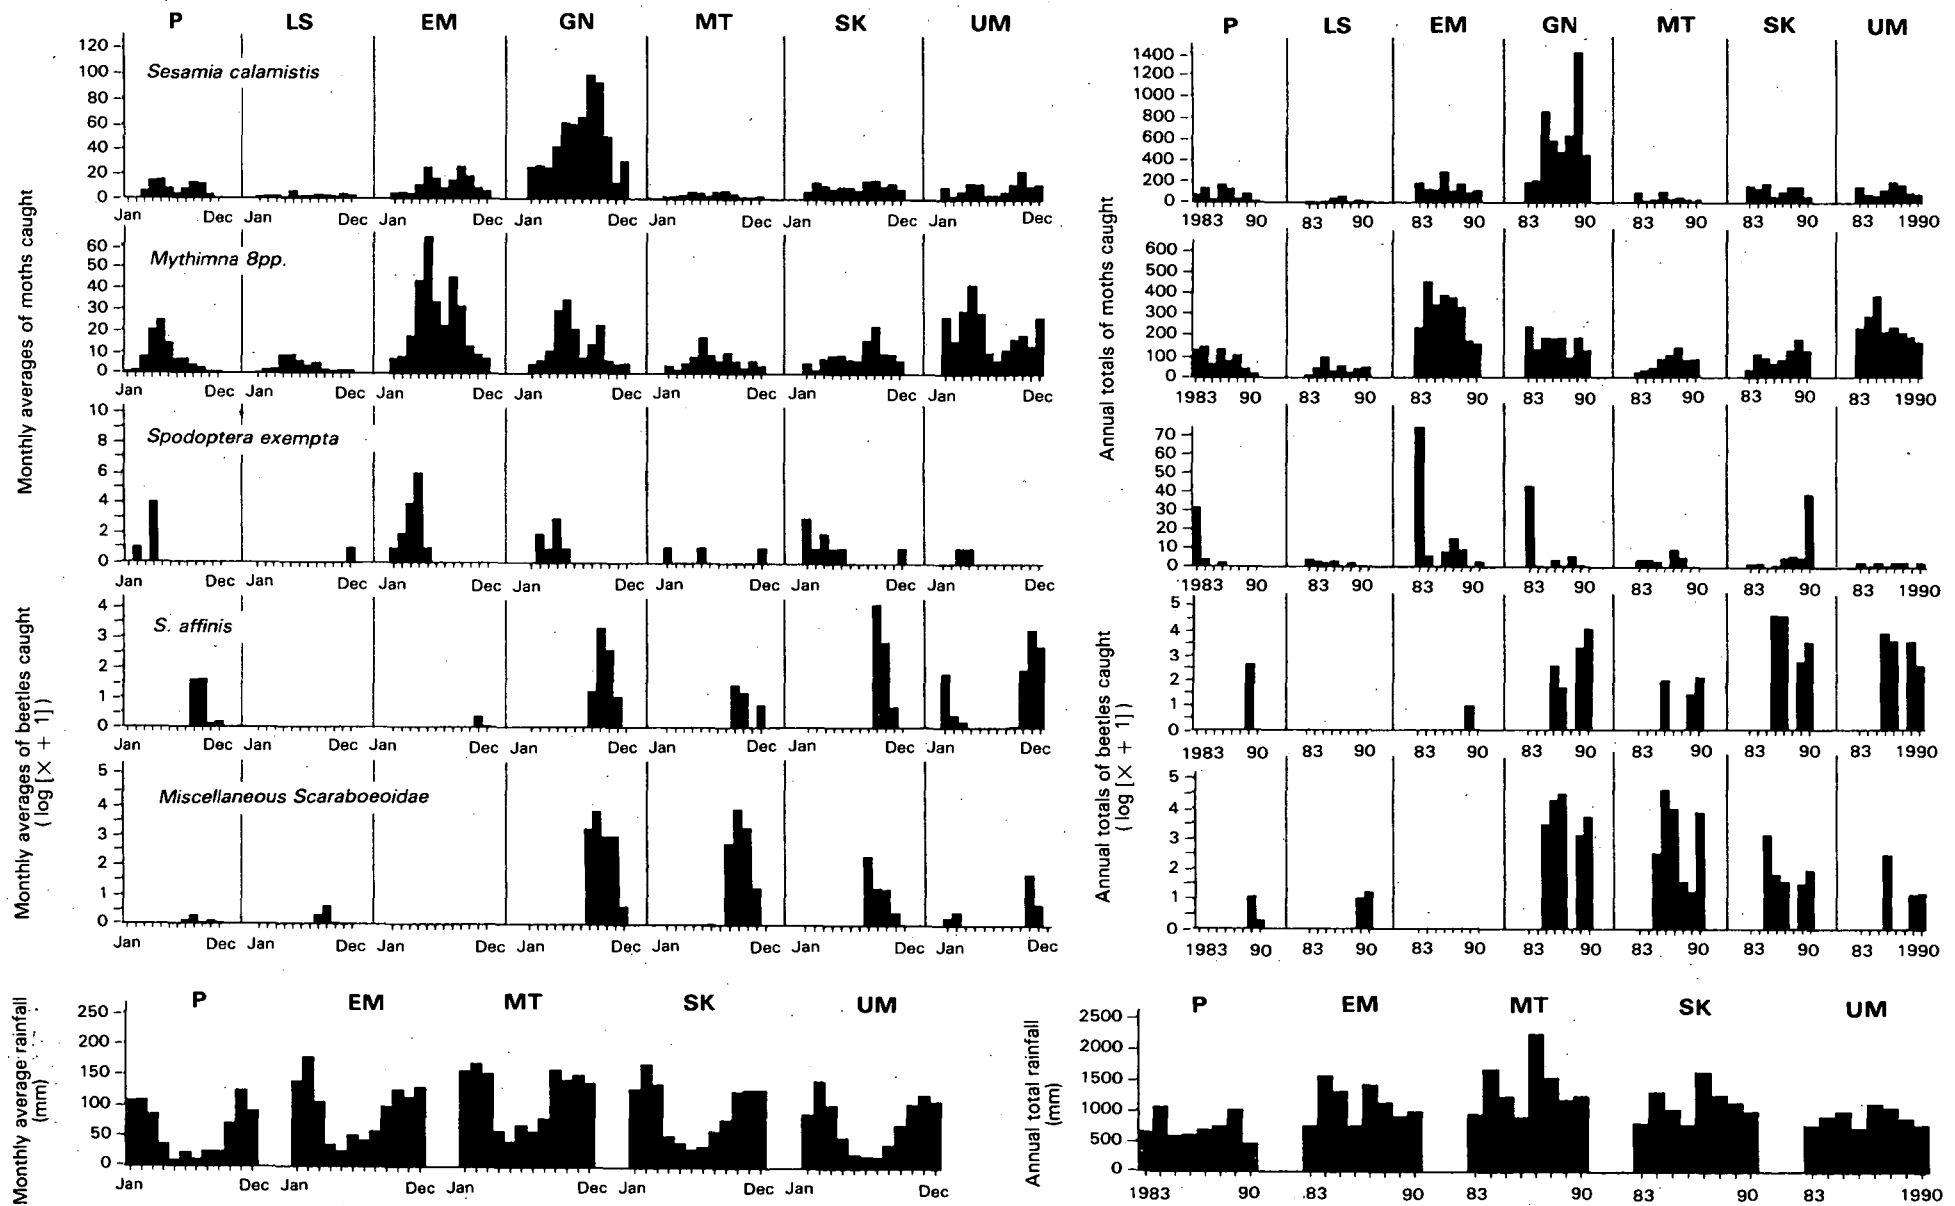 P LS EM GN MT SK UM
Monthly averages of moths caught
120
100
80
60
40
20
0
Sesamia calamistis
Jan Dec Jan Dec Jan Dec Jan Dec Jan Dec Jan Dec Jan Dec
60
50
40
30
20
10
0
Mythimna 8pp.
Jan Dec Jan Dec Jan Dec Jan Dec Jan Dec Jan Dec Jan Dec
10
8
6
4
2
0
Spodoptera exempta
Jan Dec Jan Dec Jan Dec Jan Dec Jan Dec Jan Dec Jan Dec
Monthly averages of beetles caught
(log [X + 1])
4
3
2
1
0
S. affinis
Jan Dec Jan Dec Jan Dec Jan Dec Jan Dec Jan Dec Jan Dec
5
4
3
2
1
0
Miscellaneous Scaraboeoidae
Jan Dec Jan Dec Jan Dec Jan Dec Jan Dec Jan Dec Jan Dec
P EM MT SK UM
Monthly average rainfall
(mm)
250
200
150
100
50
0
Jan Dec Jan Dec Jan Dec Jan Dec Jan Dec
P LS EM GN MT SK UM
Annual totals of moths caught
1400
1200
1000
800
600
400
200
0
1983 90 83 90 83 90 83 90 83 90 83 90 83 1990
600
500
400
300
200
100
0
1983 90 83 90 83 90 83 90 83 90 83 90 83 1990
70
60
50
40
30
20
10
0
1983 90 83 90 83 90 83 90 83 90 83 90 83 1990
Annual totals of beetles caught
(log [X + 1])
5
4
3
2
1
0
1983 90 83 90 83 90 83 90 83 90 83 90 83 1990
5
4
3
2
1
0
1983 90 83 90 83 90 83 90 83 90 83 90 83 1990
P EM MT SK UM
Annual total rainfall
(mm)
2500
2000
1500
1000
500
0
1983 90 83 90 83 90 83 90 83 1990